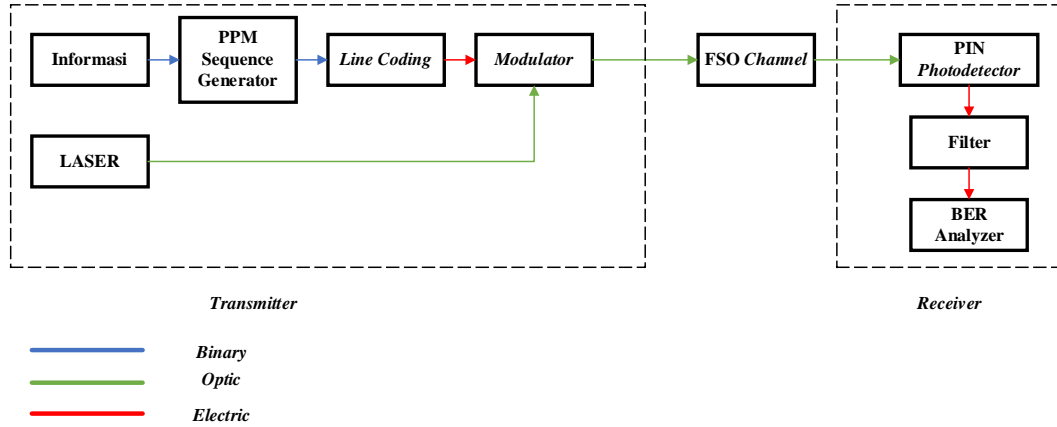 Informasi
PPM
Sequence
Generator
Line Coding
Modulator
FSO Channel
PIN
Photodetector
LASER
Filter
BER
Analyzer
Transmitter
Receiver
Binary
Optic
Electric